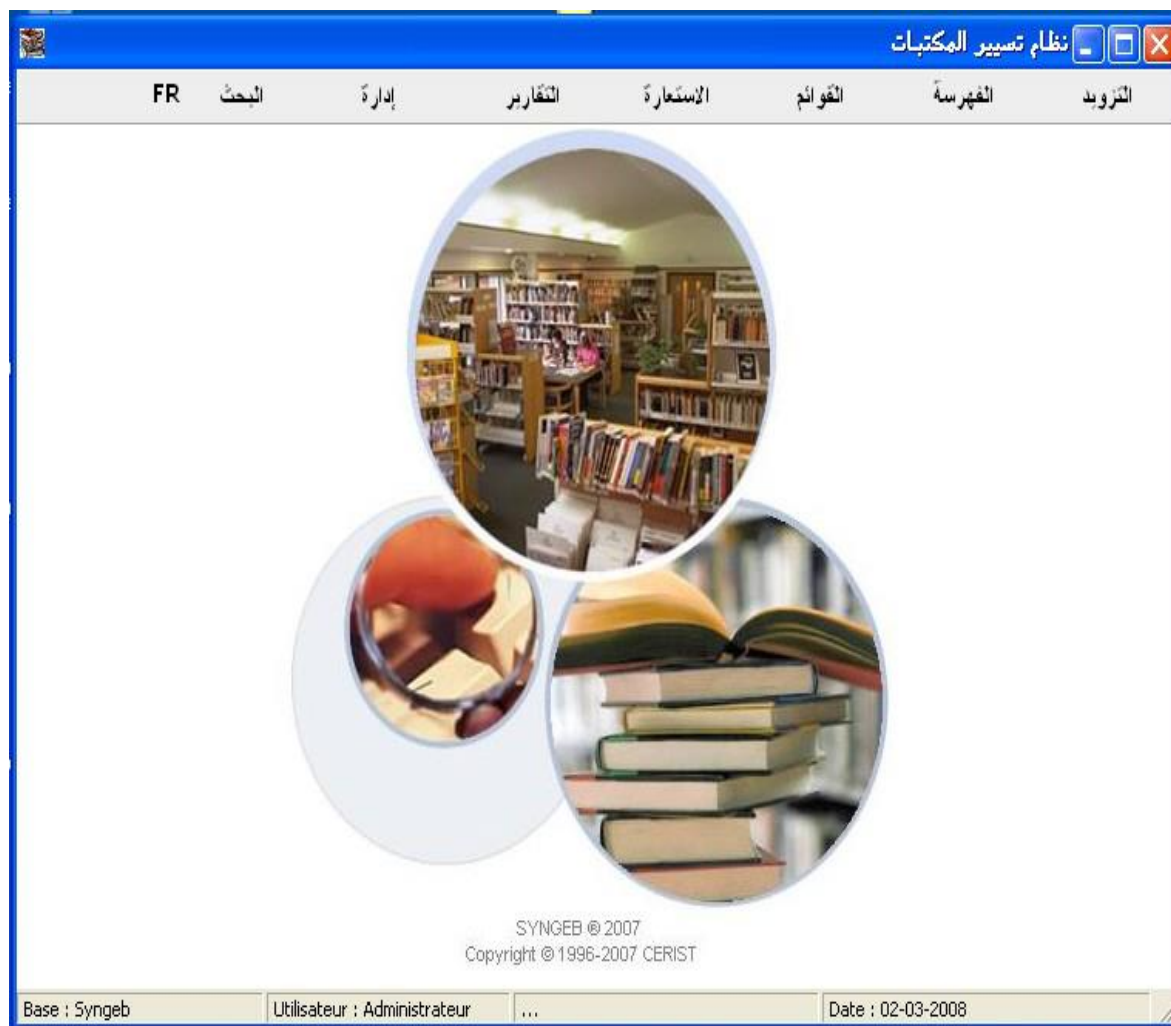 نظام تسيير المكتبات
التزويد الفهرسة القوائم الاستعارة التقارير إدارة البحث FR
SYNGEB ® 2007
Copyright © 1996-2007 CERIST
Base : Syngeb Utilisateur : Administrateur ... Date : 02-03-2008